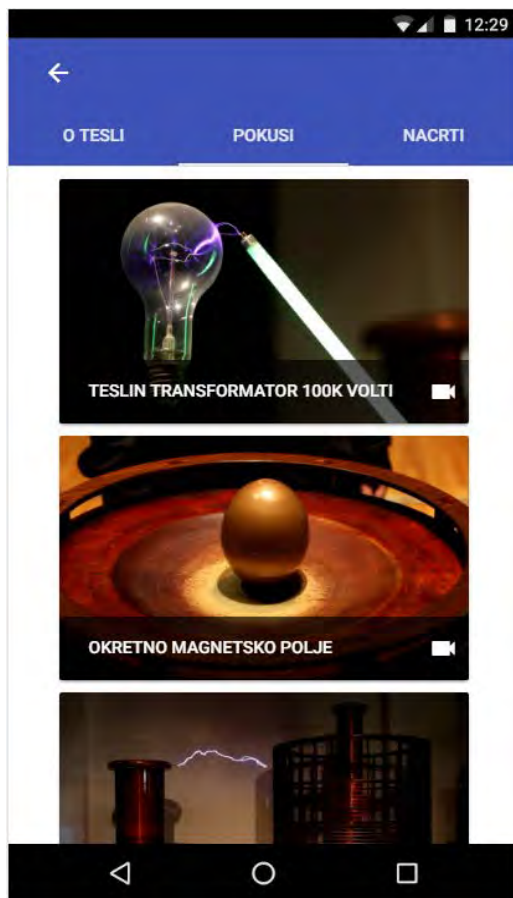 12:29
O TESLI
POKUSI
NACRTI
TESLIN TRANSFORMATOR 100K VOLTI
OKRETNO MAGNETSKO POLJE